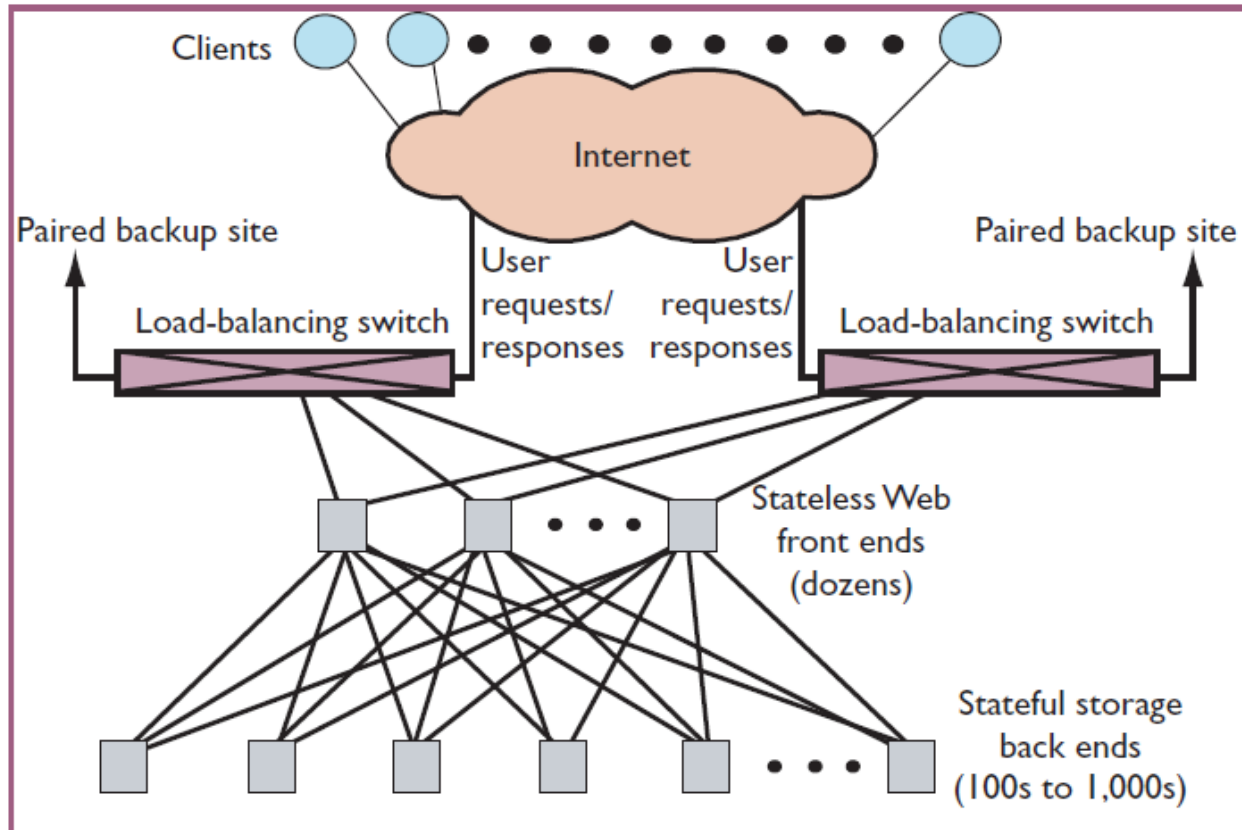 Clients
Internet
Paired backup site
Paired backup site
User
requests/
responses
User
requests/
responses
Load-balancing switch
Load-balancing switch
Stateless Web
front ends
(dozens)
Stateful storage
back ends
(100s to 1,000s)